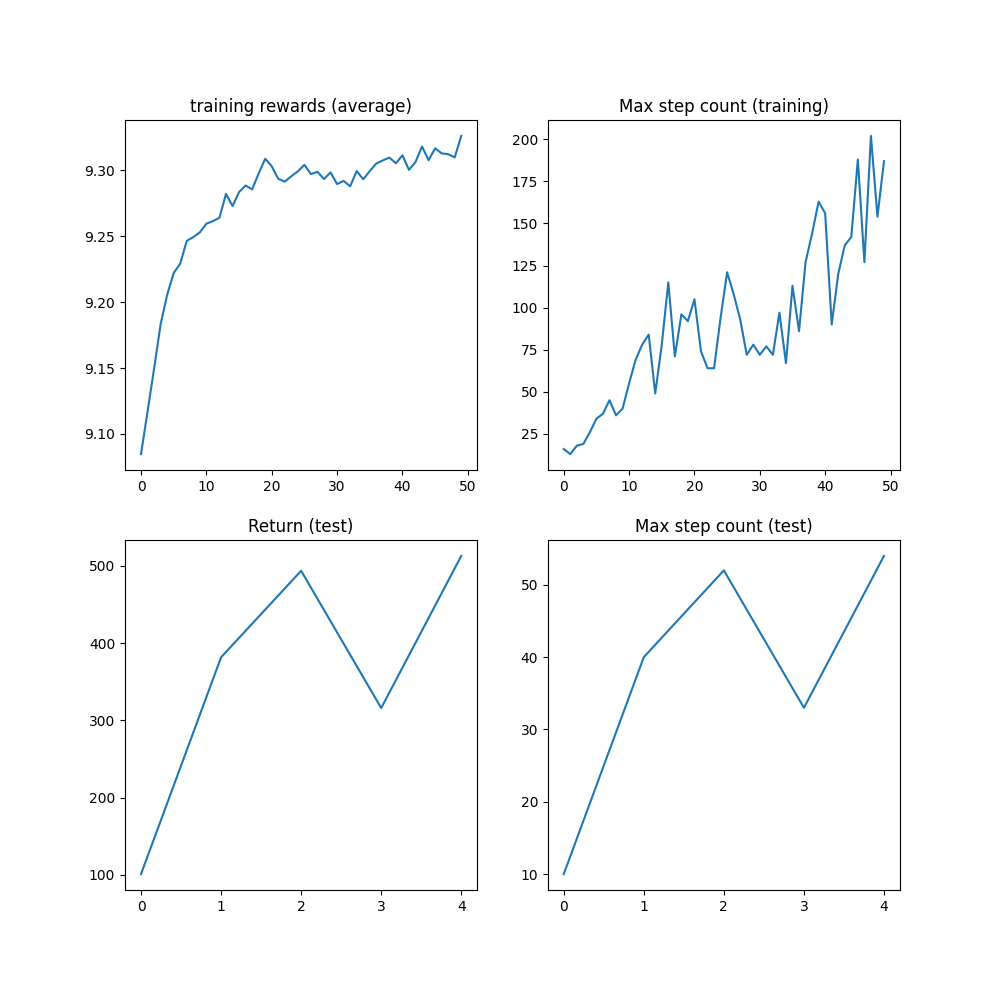 training rewards (average)
9.30
9.25
9.20
9.15
9.10
0 10 20 30 40 50
Max step count (training)
200
175
150
125
100
75
50
25
0 10 20 30 40 50
Return (test)
500
400
300
200
100
0 1 2 3 4
Max step count (test)
50
40
30
20
10
0 1 2 3 4